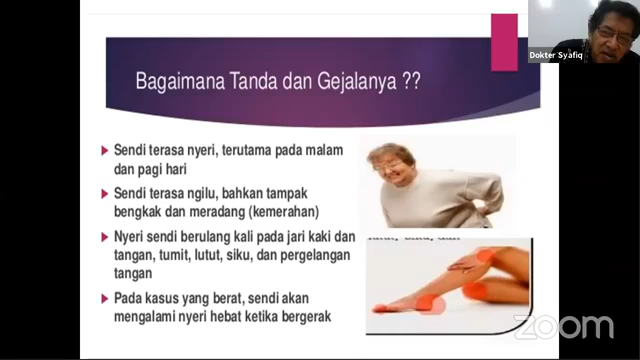 Dokter Syafiq
Bagaimana Tanda dan Gejalanya ??
Sendi terasa nyeri, terutama pada malam
dan pagi hari
Sendi terasa ngilu, bahkan tampak
bengkak dan meradang (kemerahan)
Nyeri sendi berulang kali pada jari kaki dan
tangan, tumit, lutut, siku, dan pergelangan
tangan
Pada kasus yang berat, sendi akan
mengalami nyeri hebat ketika bergerak
zoom